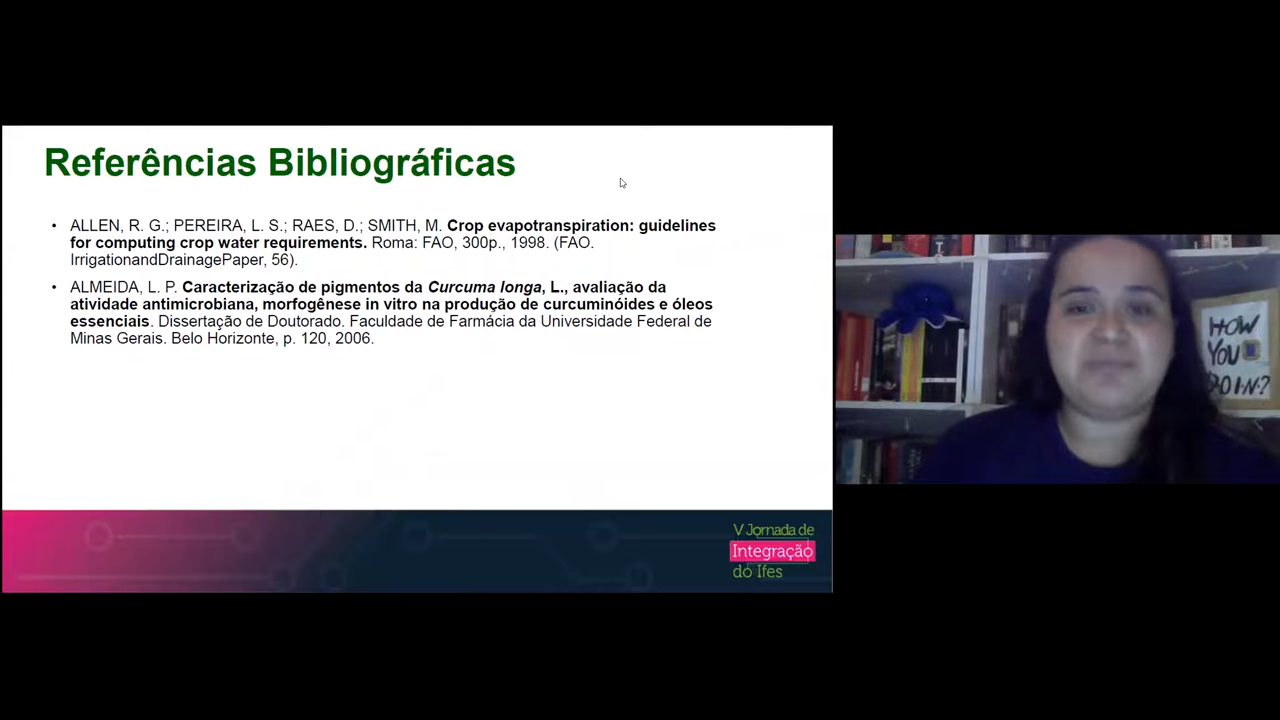 Referências Bibliográficas
• ALLEN, R. G.; PEREIRA, L. S.; RAES, D.; SMITH, M. Crop evapotranspiration: guidelines
for computing crop water requirements. Roma: FAO, 300p., 1998. (FAO.
IrrigationandDrainagePaper, 56).
• ALMEIDA, L. P. Caracterização de pigmentos da Curcuma longa, L., avaliação da
atividade antimicrobiana, morfogênese in vitro na produção de curcuminóides e óleos
essenciais. Dissertação de Doutorado. Faculdade de Farmácia da Universidade Federal de
Minas Gerais. Belo Horizonte, p. 120, 2006.
V Jornada de
Integração
do Ifes
HOW
YOU
DOIN?